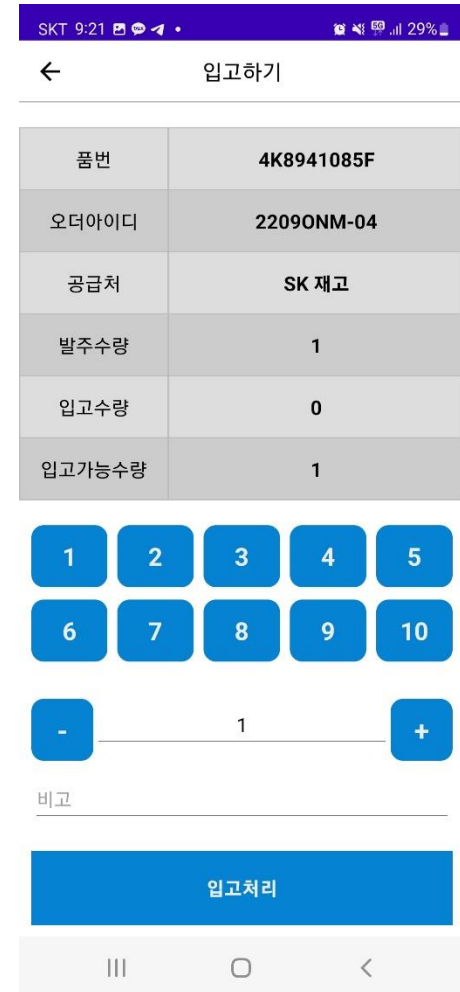 SKT 9:21 29%
입고하기
품번 4K8941085F
오더아이디 2209ONM-04
공급처 SK 재고
발주수량 1
입고수량 0
입고가능수량 1
1 2 3 4 5
6 7 8 9 10
- 1 +
비고
입고처리